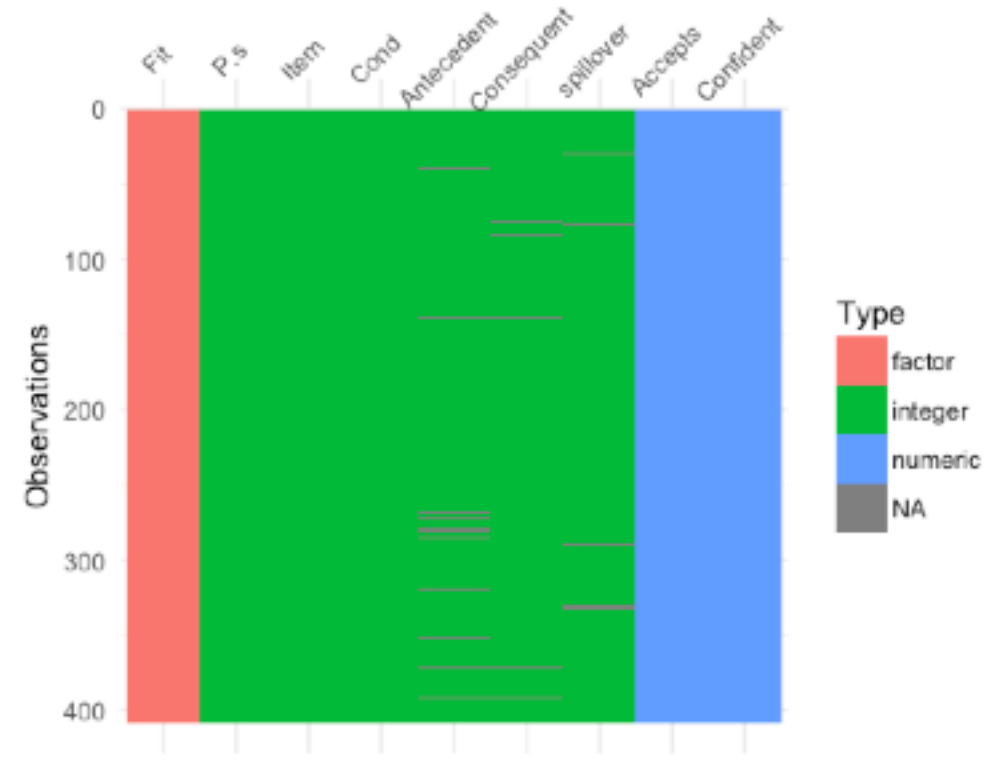 Fit
P.s
Item
Cond
Antecedent
Consequent
spillover
Accepts
Confident
0
100
200
300
400
Observations
Type
factor
integer
numeric
NA